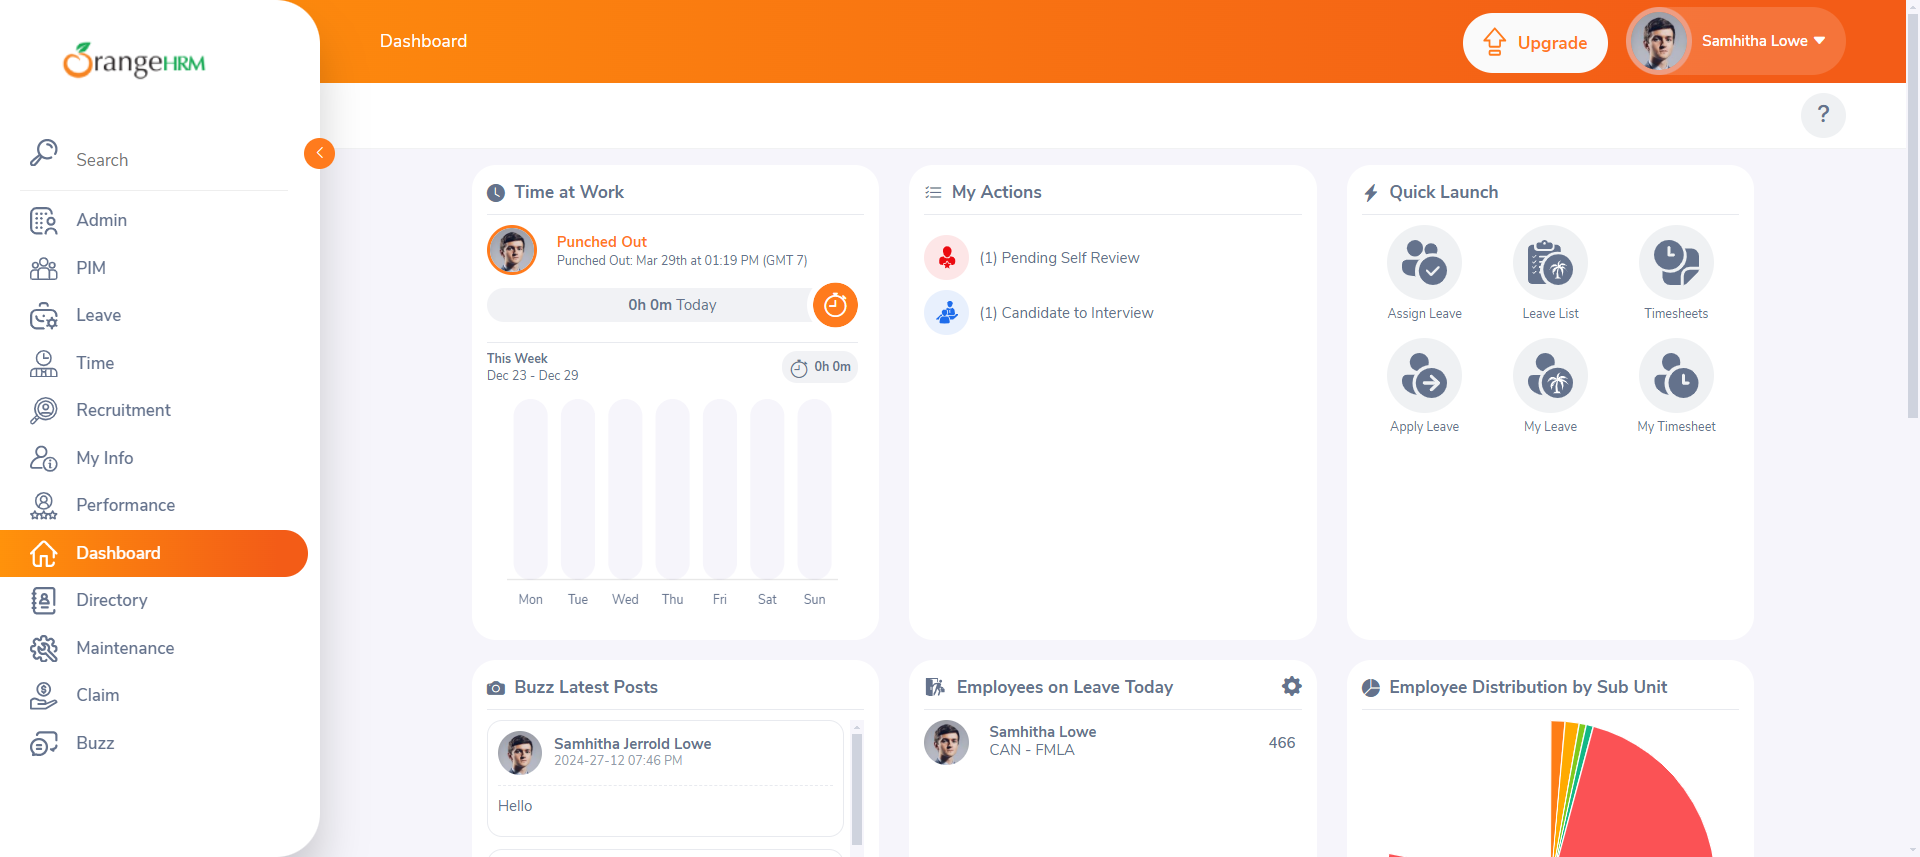 OrangeHRM
Search
Admin
PIM
Leave
Time
Recruitment
My Info
Performance
Dashboard
Directory
Maintenance
Claim
Buzz
Dashboard
Upgrade
Samhitha Lowe
?
Time at Work
Punched Out
Punched Out: Mar 29th at 01:19 PM (GMT 7)
0h 0m Today
This Week
Dec 23 - Dec 29
0h 0m
Mon Tue Wed Thu Fri Sat Sun
My Actions
(1) Pending Self Review
(1) Candidate to Interview
Quick Launch
Assign Leave Leave List Timesheets
Apply Leave My Leave My Timesheet
Buzz Latest Posts
Samhitha Jerrold Lowe
2024-27-12 07:46 PM
Hello
Employees on Leave Today
Samhitha Lowe
CAN - FMLA
466
Employee Distribution by Sub Unit